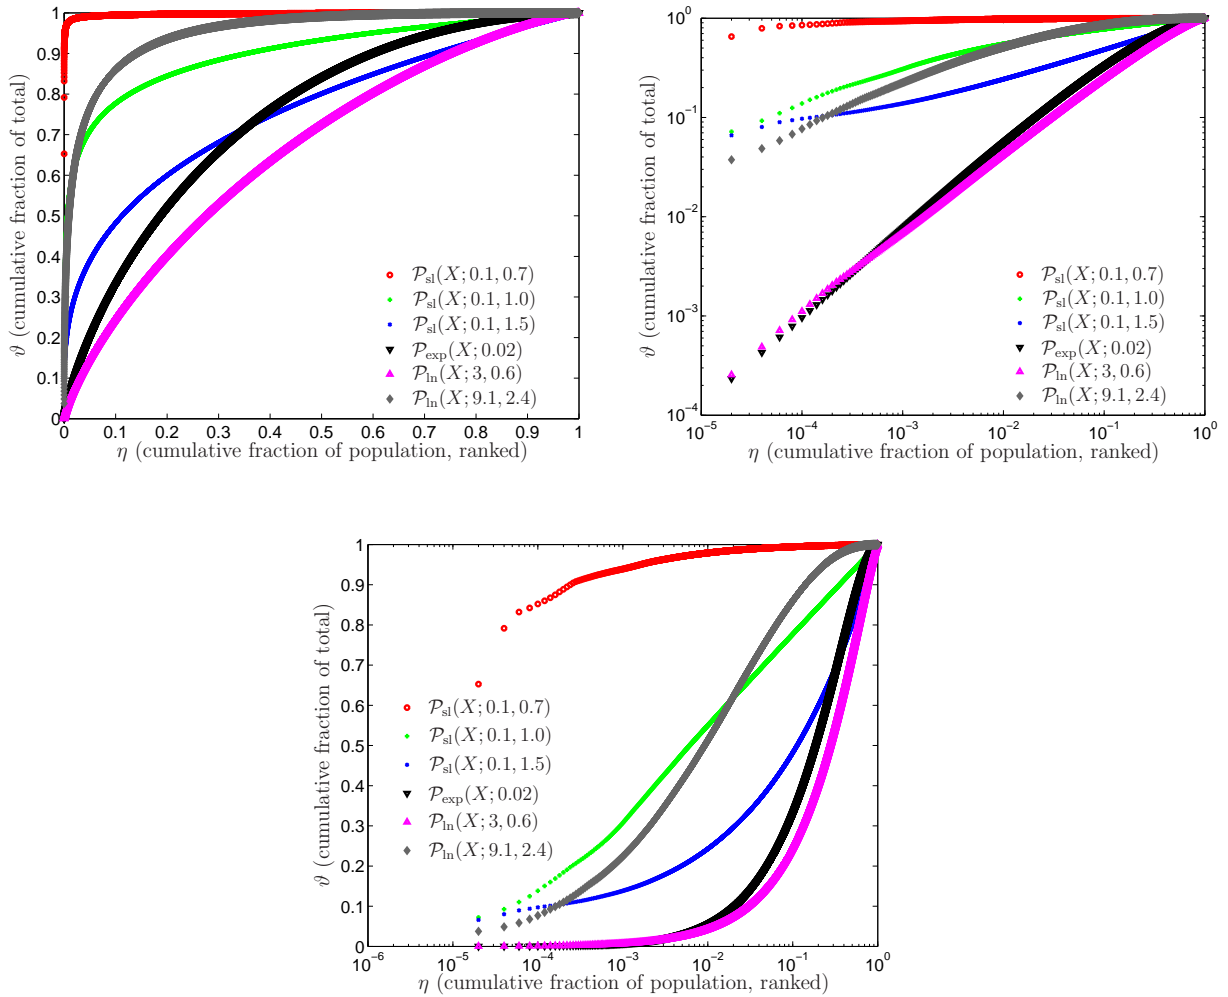 1
0.9
0.8
0.7
0.6
0.5
0.4
0.3
0.2
0.1
0
0 0.1 0.2 0.3 0.4 0.5 0.6 0.7 0.8 0.9 1
ϑ (cumulative fraction of total)
η (cumulative fraction of population, ranked)
𝒫sl(X; 0.1, 0.7)
𝒫sl(X; 0.1, 1.0)
𝒫sl(X; 0.1, 1.5)
𝒫exp(X; 0.02)
𝒫ln(X; 3, 0.6)
𝒫ln(X; 9.1, 2.4)
10⁰
10⁻¹
10⁻²
10⁻³
10⁻⁴
10⁻⁵ 10⁻⁴ 10⁻³ 10⁻² 10⁻¹ 10⁰
ϑ (cumulative fraction of total)
η (cumulative fraction of population, ranked)
𝒫sl(X; 0.1, 0.7)
𝒫sl(X; 0.1, 1.0)
𝒫sl(X; 0.1, 1.5)
𝒫exp(X; 0.02)
𝒫ln(X; 3, 0.6)
𝒫ln(X; 9.1, 2.4)
1
0.9
0.8
0.7
0.6
0.5
0.4
0.3
0.2
0.1
0
10⁻⁶ 10⁻⁵ 10⁻⁴ 10⁻³ 10⁻² 10⁻¹ 10⁰
ϑ (cumulative fraction of total)
η (cumulative fraction of population, ranked)
𝒫sl(X; 0.1, 0.7)
𝒫sl(X; 0.1, 1.0)
𝒫sl(X; 0.1, 1.5)
𝒫exp(X; 0.02)
𝒫ln(X; 3, 0.6)
𝒫ln(X; 9.1, 2.4)